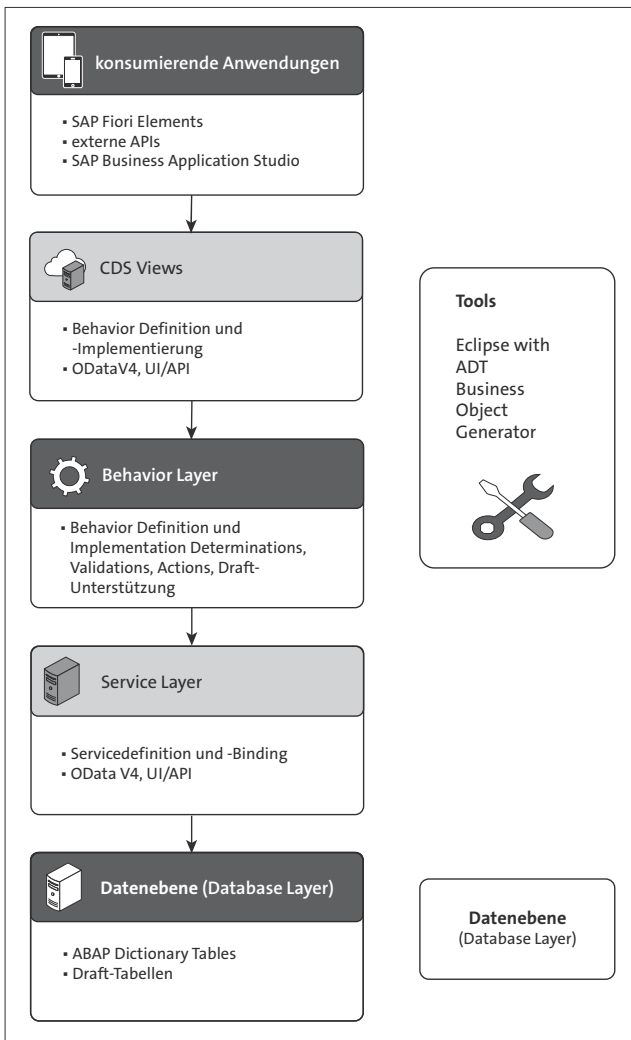 konsumierende Anwendungen
▪ SAP Fiori Elements
▪ externe APIs
▪ SAP Business Application Studio
CDS Views
▪ Behavior Definition und
-Implementierung
▪ ODataV4, UI/API
Behavior Layer
▪ Behavior Definition und
Implementation Determinations,
Validations, Actions, Draft-
Unterstützung
Service Layer
▪ Servicedefinition und -Binding
▪ OData V4, UI/API
Datenebene (Database Layer)
▪ ABAP Dictionary Tables
▪ Draft-Tabellen
Tools
Eclipse with
ADT
Business
Object
Generator
Datenebene
(Database Layer)